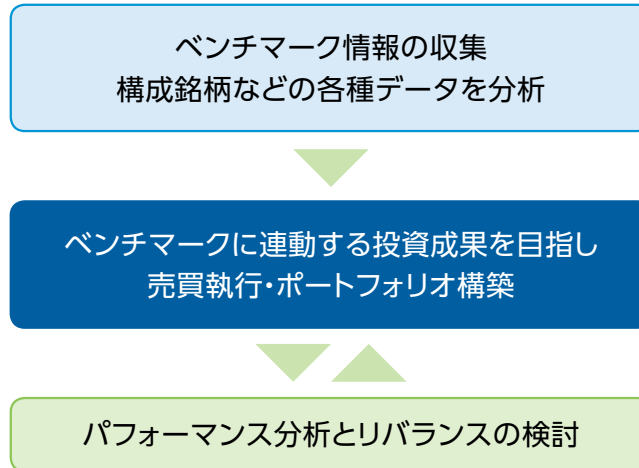 ベンチマーク情報の収集
構成銘柄などの各種データを分析
ベンチマークに連動する投資成果を目指し
売買執行・ポートフォリオ構築
パフォーマンス分析とリバランスの検討